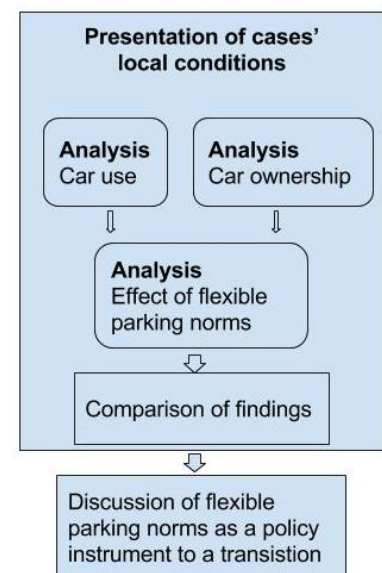 Presentation of cases'
local conditions
Analysis
Car use
Analysis
Car ownership
Analysis
Effect of flexible
parking norms
Comparison of findings
Discussion of flexible
parking norms as a policy
instrument to a transistion